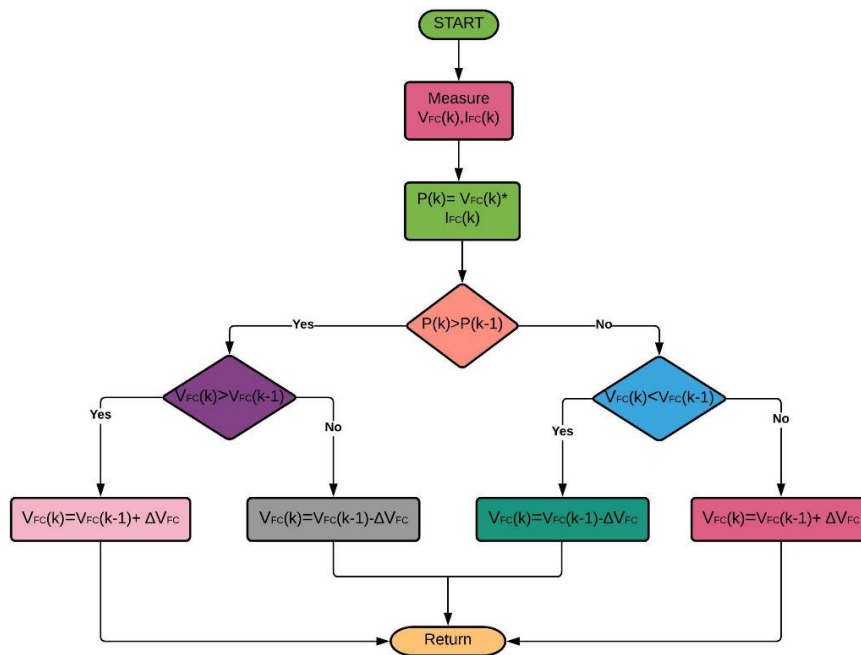 START
Measure
VFC(k),IFC(k)
P(k)= VFC(k)*
IFC(k)
P(k)>P(k-1)
Yes
No
VFC(k)>VFC(k-1)
VFC(k)<VFC(k-1)
Yes
No
Yes
No
VFC(k)=VFC(k-1)+ ΔVFC
VFC(k)=VFC(k-1)-ΔVFC
VFC(k)=VFC(k-1)-ΔVFC
VFC(k)=VFC(k-1)+ ΔVFC
Return